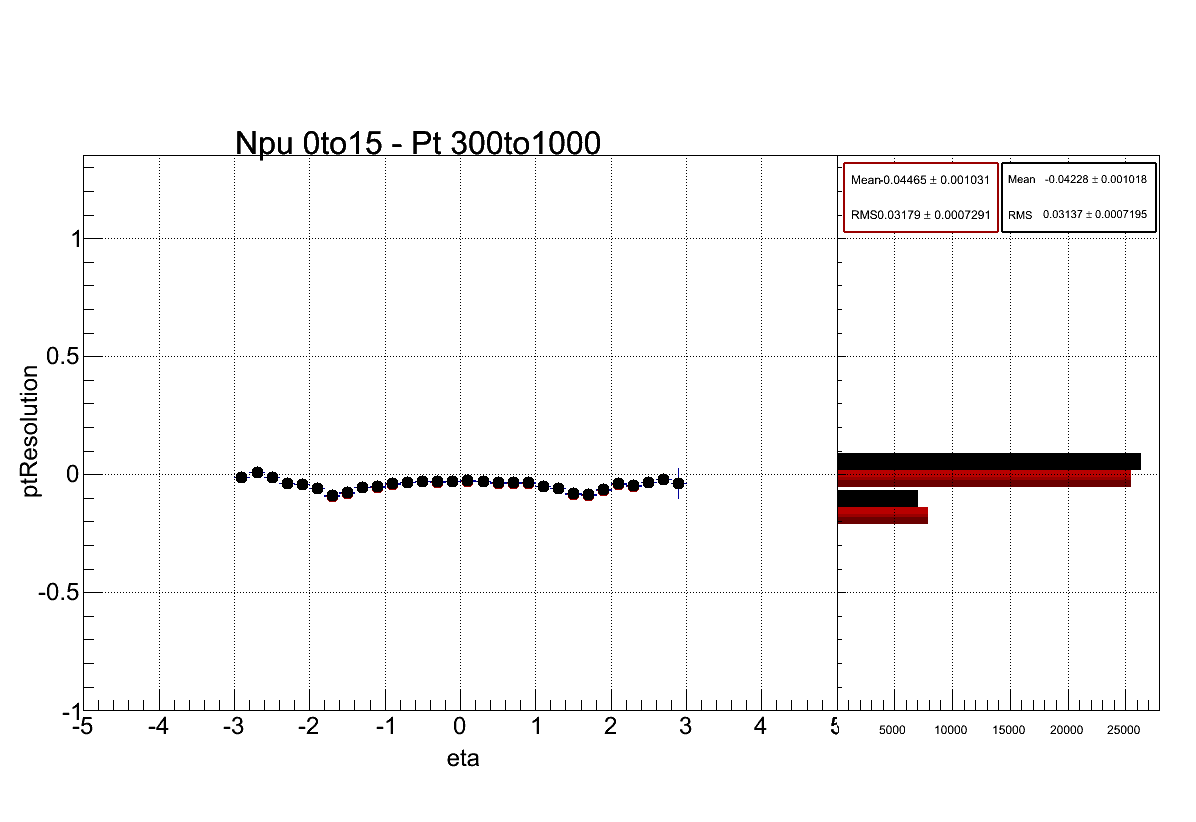 Npu 0to15 - Pt 300to1000
Mean-0.04465 ± 0.001031
RMS0.03179 ± 0.0007291
Mean -0.04228 ± 0.001018
RMS 0.03137 ± 0.0007195
ptResolution
1
0.5
0
-0.5
-1
-5 -4 -3 -2 -1 0 1 2 3 4
5000 10000 15000 20000 25000
eta